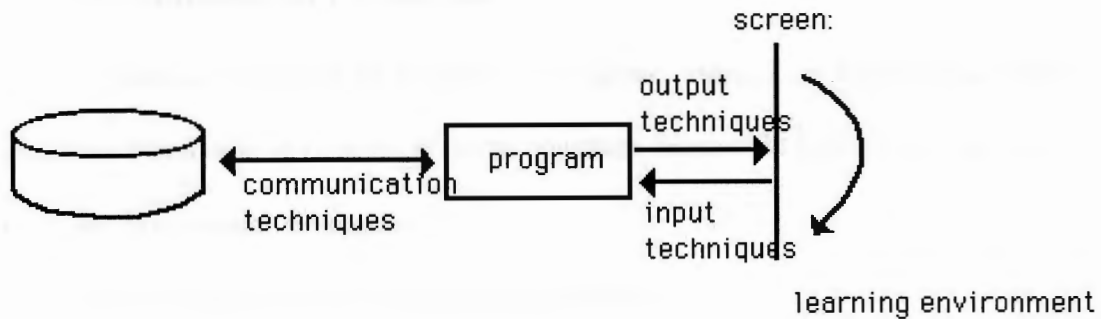 screen:
output
techniques
program
communication
techniques
input
techniques
learning environment